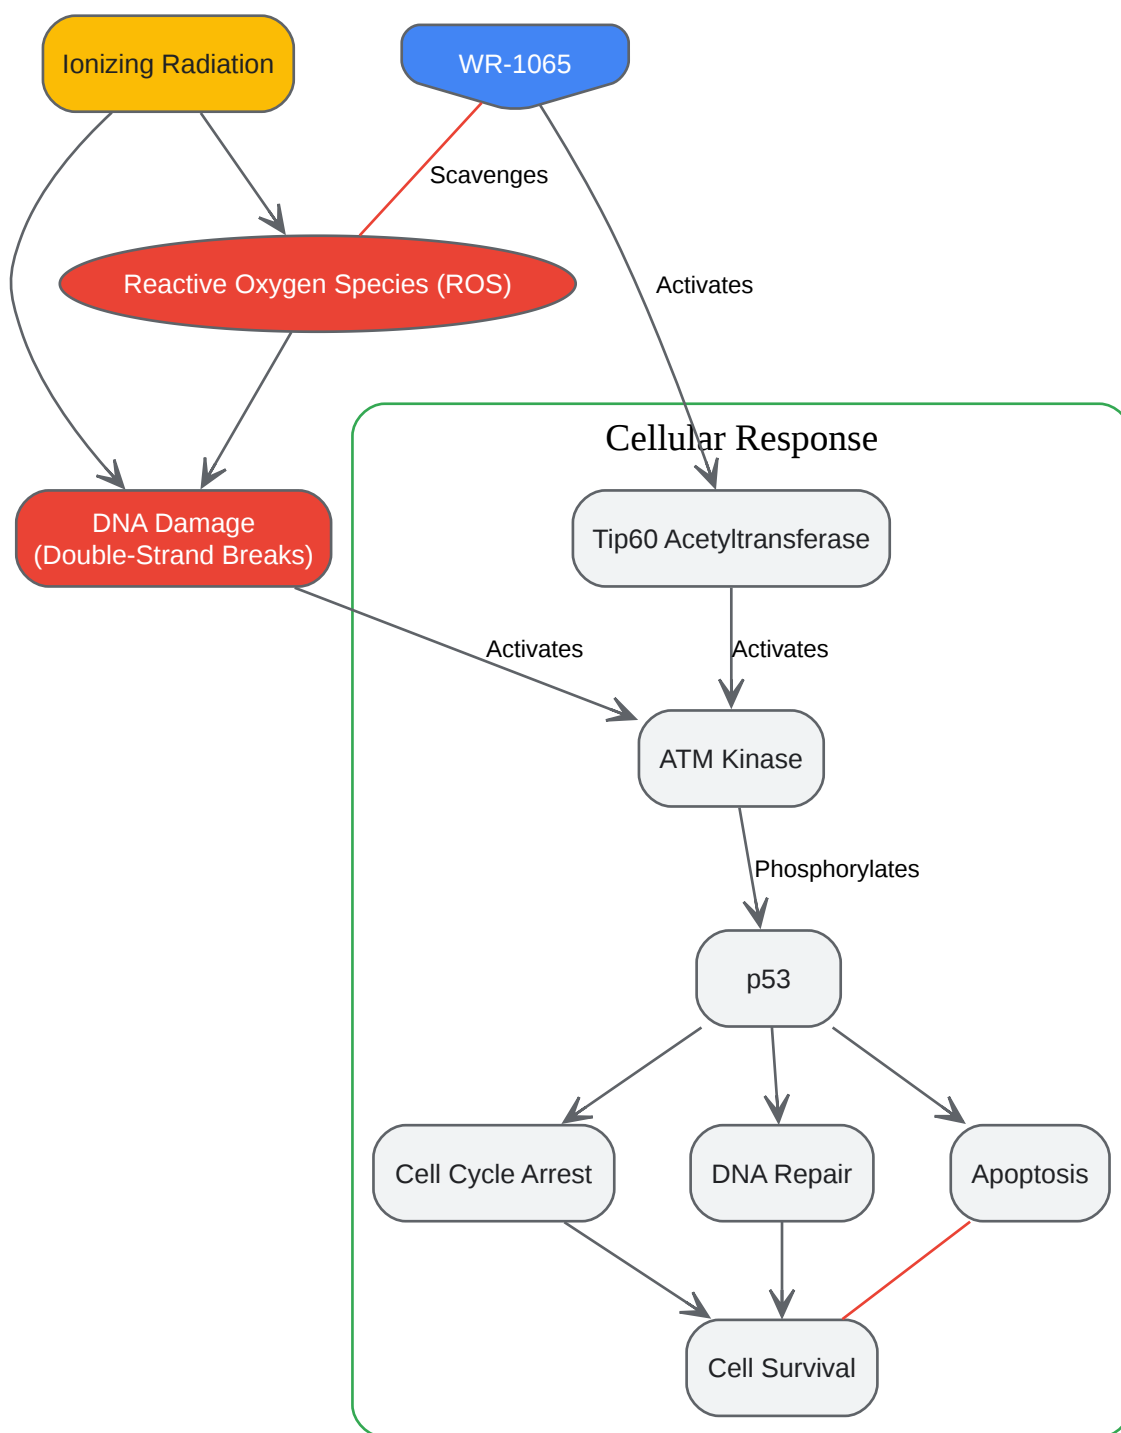 Ionizing Radiation
WR-1065
Scavenges
Reactive Oxygen Species (ROS)
Activates
Cellular Response
DNA Damage
(Double-Strand Breaks)
Tip60 Acetyltransferase
Activates
Activates
ATM Kinase
Phosphorylates
p53
Cell Cycle Arrest
DNA Repair
Apoptosis
Cell Survival